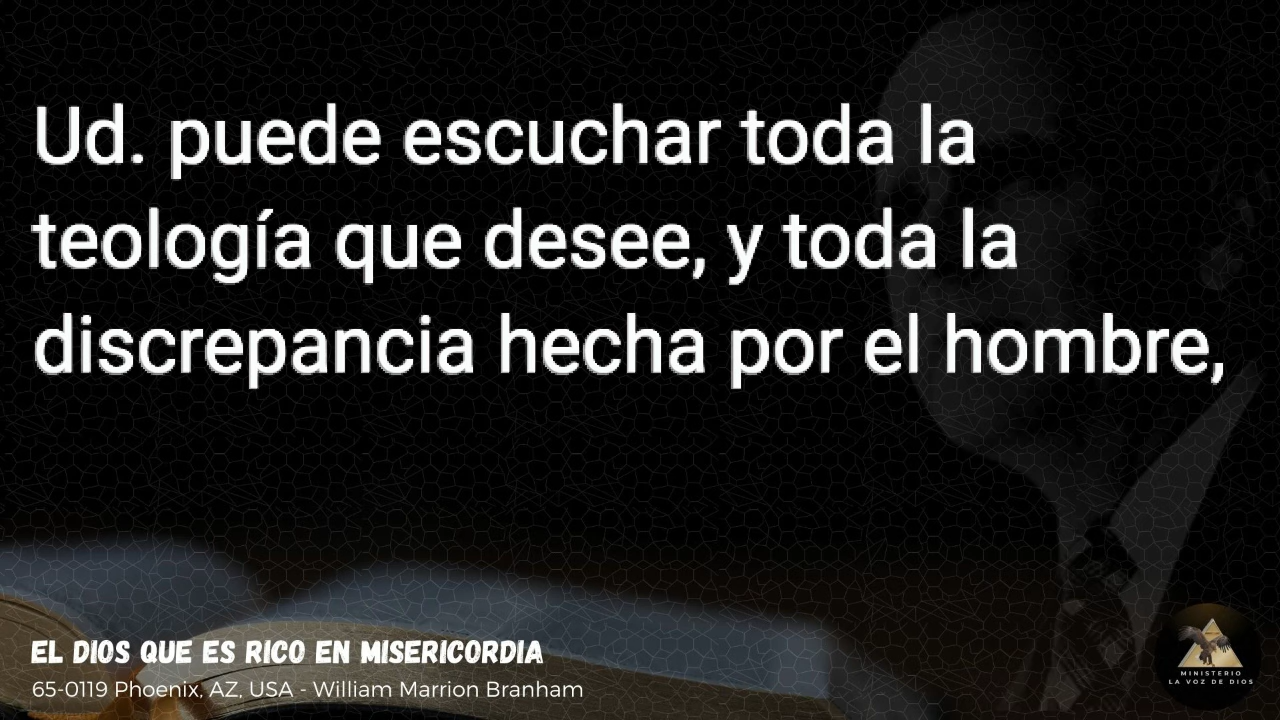 Ud. puede escuchar toda la
teología que desee, y toda la
discrepancia hecha por el hombre,
EL DIOS QUE ES RICO EN MISERICORDIA
65-0119 Phoenix, AZ, USA - William Marrion Branham
MINISTERIO
LA VOZ DE DIOS